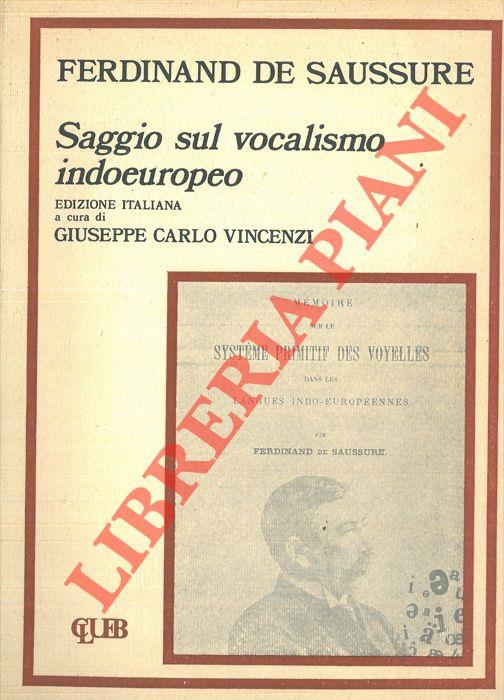 FERDINAND DE SAUSSURE
Saggio sul vocalismo
indoeuropeo
EDIZIONE ITALIANA
a cura di
GIUSEPPE CARLO VINCENZI
MÉMOIRE
SUR LE
SYSTÈME PRIMITIF DES VOYELLES
DANS LES
LANGUES INDO-EUROPÉENNES
PAR
FERDINAND DE SAUSSURE.
LIBRERIA PIANI
CLUEB